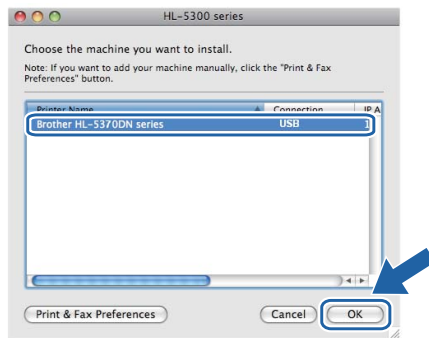 HL-5300 series
Choose the machine you want to install.
Note: If you want to add your machine manually, click the "Print & Fax
Preferences" button.
Printer Name Connection IP A
Brother HL-5370DN series USB
Print & Fax Preferences Cancel OK